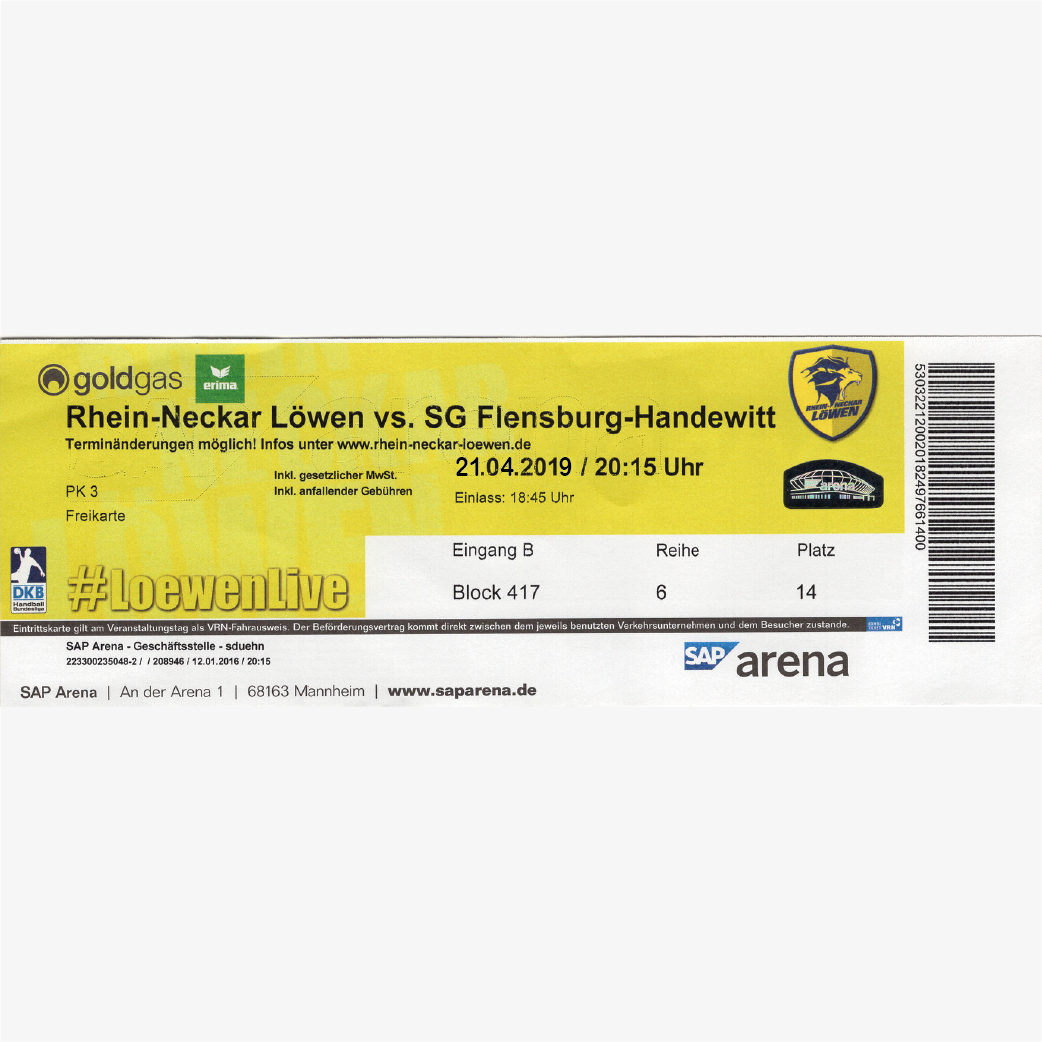 goldgas
erima
Rhein-Neckar Löwen vs. SG Flensburg-Handewitt
Terminänderungen möglich! Infos unter www.rhein-neckar-loewen.de
21.04.2019 / 20:15 Uhr
Inkl. gesetzlicher MwSt.
Inkl. anfallender Gebühren
PK 3
Einlass: 18:45 Uhr
Freikarte
RHEIN-NECKAR
LÖWEN
arena
Eingang B Reihe Platz
Block 417 6 14
DKB
Handball
Bundesliga
#LoewenLive
Eintrittskarte gilt am Veranstaltungstag als VRN-Fahrausweis. Der Beförderungsvertrag kommt direkt zwischen dem jeweils benutzten Verkehrsunternehmen und dem Besucher zustande.
VRN
SAP Arena - Geschäftsstelle - sduehn
223300235048-2 / / 208946 / 12.01.2016 / 20:15
SAP arena
SAP Arena | An der Arena 1 | 68163 Mannheim | www.saparena.de
5303221200201824976 61400